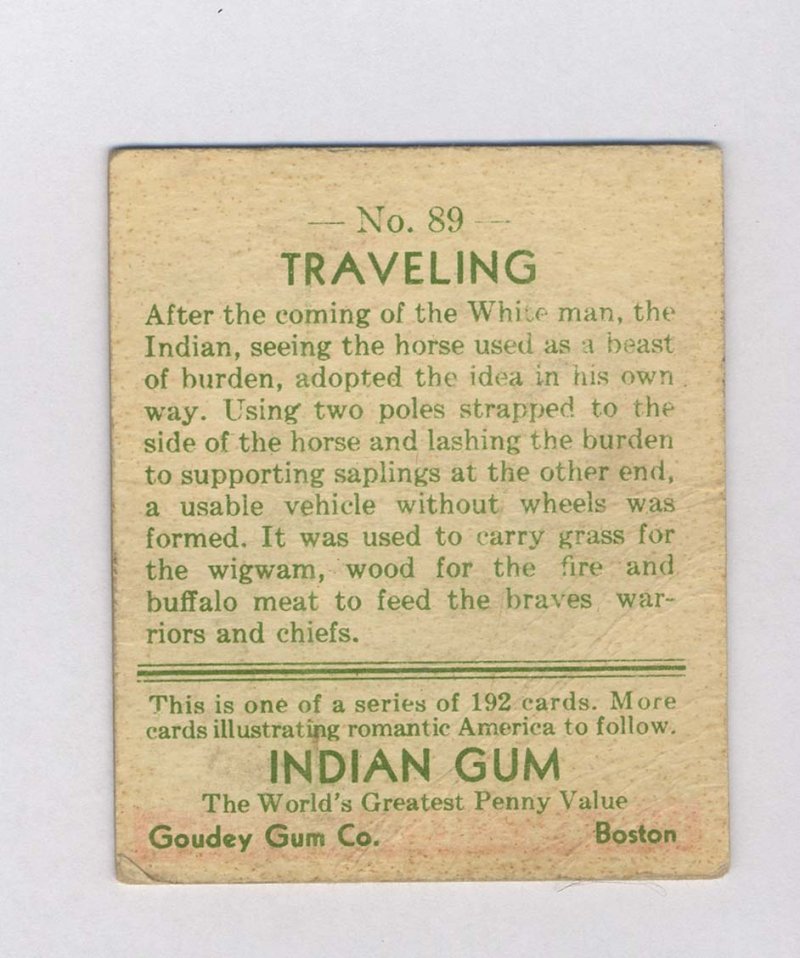 — No. 89 —
TRAVELING
After the coming of the White man, the
Indian, seeing the horse used as a beast
of burden, adopted the idea in his own
way. Using two poles strapped to the
side of the horse and lashing the burden
to supporting saplings at the other end,
a usable vehicle without wheels was
formed. It was used to carry grass for
the wigwam, wood for the fire and
buffalo meat to feed the braves, war-
riors and chiefs.
This is one of a series of 192 cards. More
cards illustrating romantic America to follow.
INDIAN GUM
The World's Greatest Penny Value
Goudey Gum Co. Boston